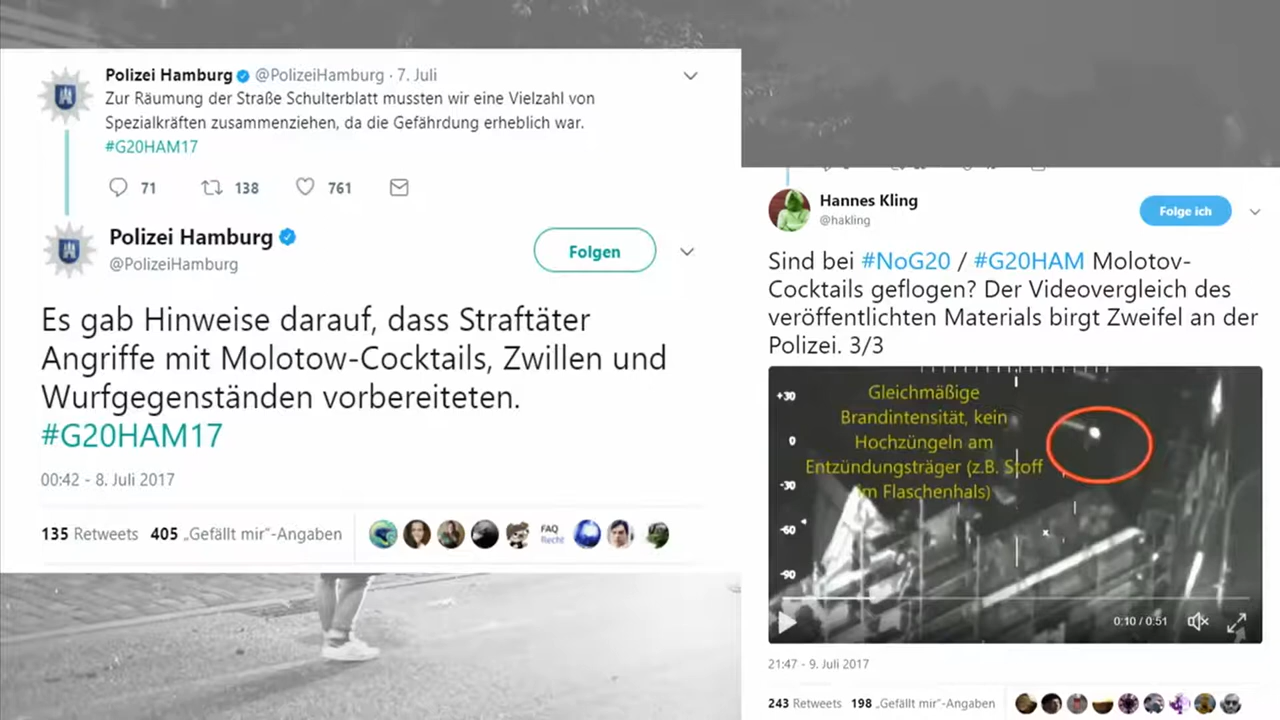 Polizei Hamburg @PolizeiHamburg · 7. Juli
Zur Räumung der Straße Schulterblatt mussten wir eine Vielzahl von
Spezialkräften zusammenziehen, da die Gefährdung erheblich war.
#G20HAM17
71 138 761
Polizei Hamburg
@PolizeiHamburg
Folgen
Es gab Hinweise darauf, dass Straftäter
Angriffe mit Molotow-Cocktails, Zwillen und
Wurfgegenständen vorbereiteten.
#G20HAM17
00:42 - 8. Juli 2017
135 Retweets 405 „Gefällt mir“-Angaben
FAQ
Recht
Hannes Kling
@hakling
Folge ich
Sind bei #NoG20 / #G20HAM Molotov-
Cocktails geflogen? Der Videovergleich des
veröffentlichten Materials birgt Zweifel an der
Polizei. 3/3
Gleichmäßige
Brandintensität, kein
Hochzüngeln am
Entzündungsträger (z.B. Stoff
im Flaschenhals)
+30
0
-30
-60
-90
0:10 / 0:51
21:47 - 9. Juli 2017
243 Retweets 198 „Gefällt mir“-Angaben